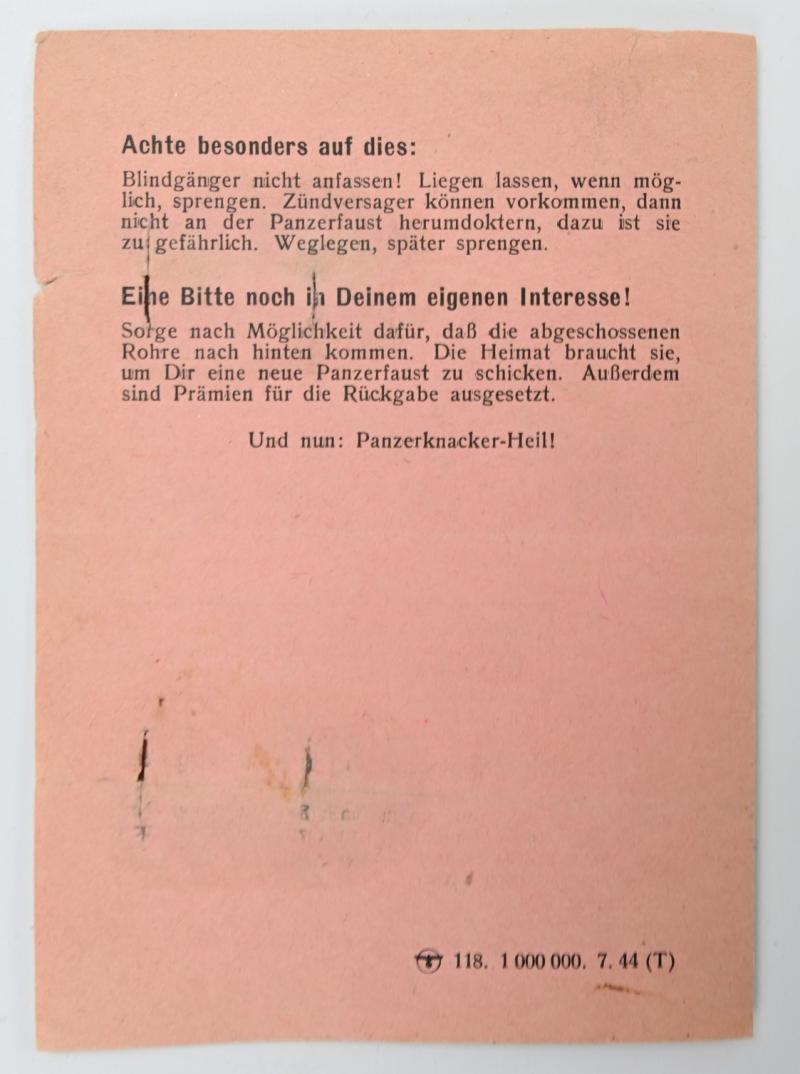 Achte besonders auf dies:
Blindgänger nicht anfassen! Liegen lassen, wenn mög-
lich, sprengen. Zündversager können vorkommen, dann
nicht an der Panzerfaust herumdoktern, dazu ist sie
zu gefährlich. Weglegen, später sprengen.
Eine Bitte noch in Deinem eigenen Interesse!
Sorge nach Möglichkeit dafür, daß die abgeschossenen
Rohre nach hinten kommen. Die Heimat braucht sie,
um Dir eine neue Panzerfaust zu schicken. Außerdem
sind Prämien für die Rückgabe ausgesetzt.
Und nun: Panzerknacker-Heil!
118. 1 000 000. 7. 44 (T)